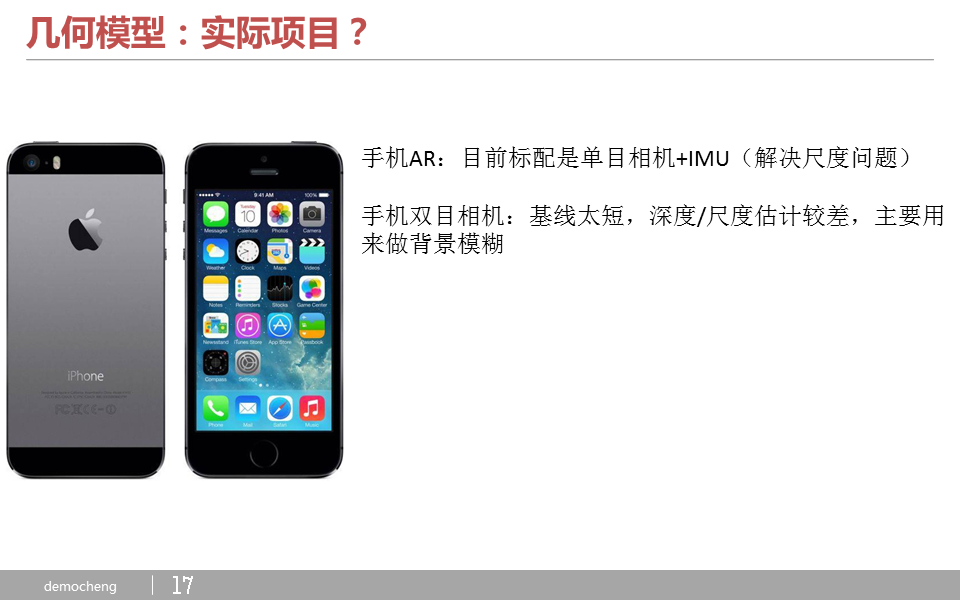 几何模型：实际项目？
手机AR：目前标配是单目相机+IMU（解决尺度问题）
手机双目相机：基线太短，深度/尺度估计较差，主要用
来做背景模糊
iPhone
9:41 AM
100%
Tuesday
10
Messages Calendar Photos Camera
Weather Clock Maps Videos
Notes Reminders Stocks Game Center
Newsstand iTunes Store App Store Passbook
Compass Settings
Phone Mail Safari Music
democheng
17